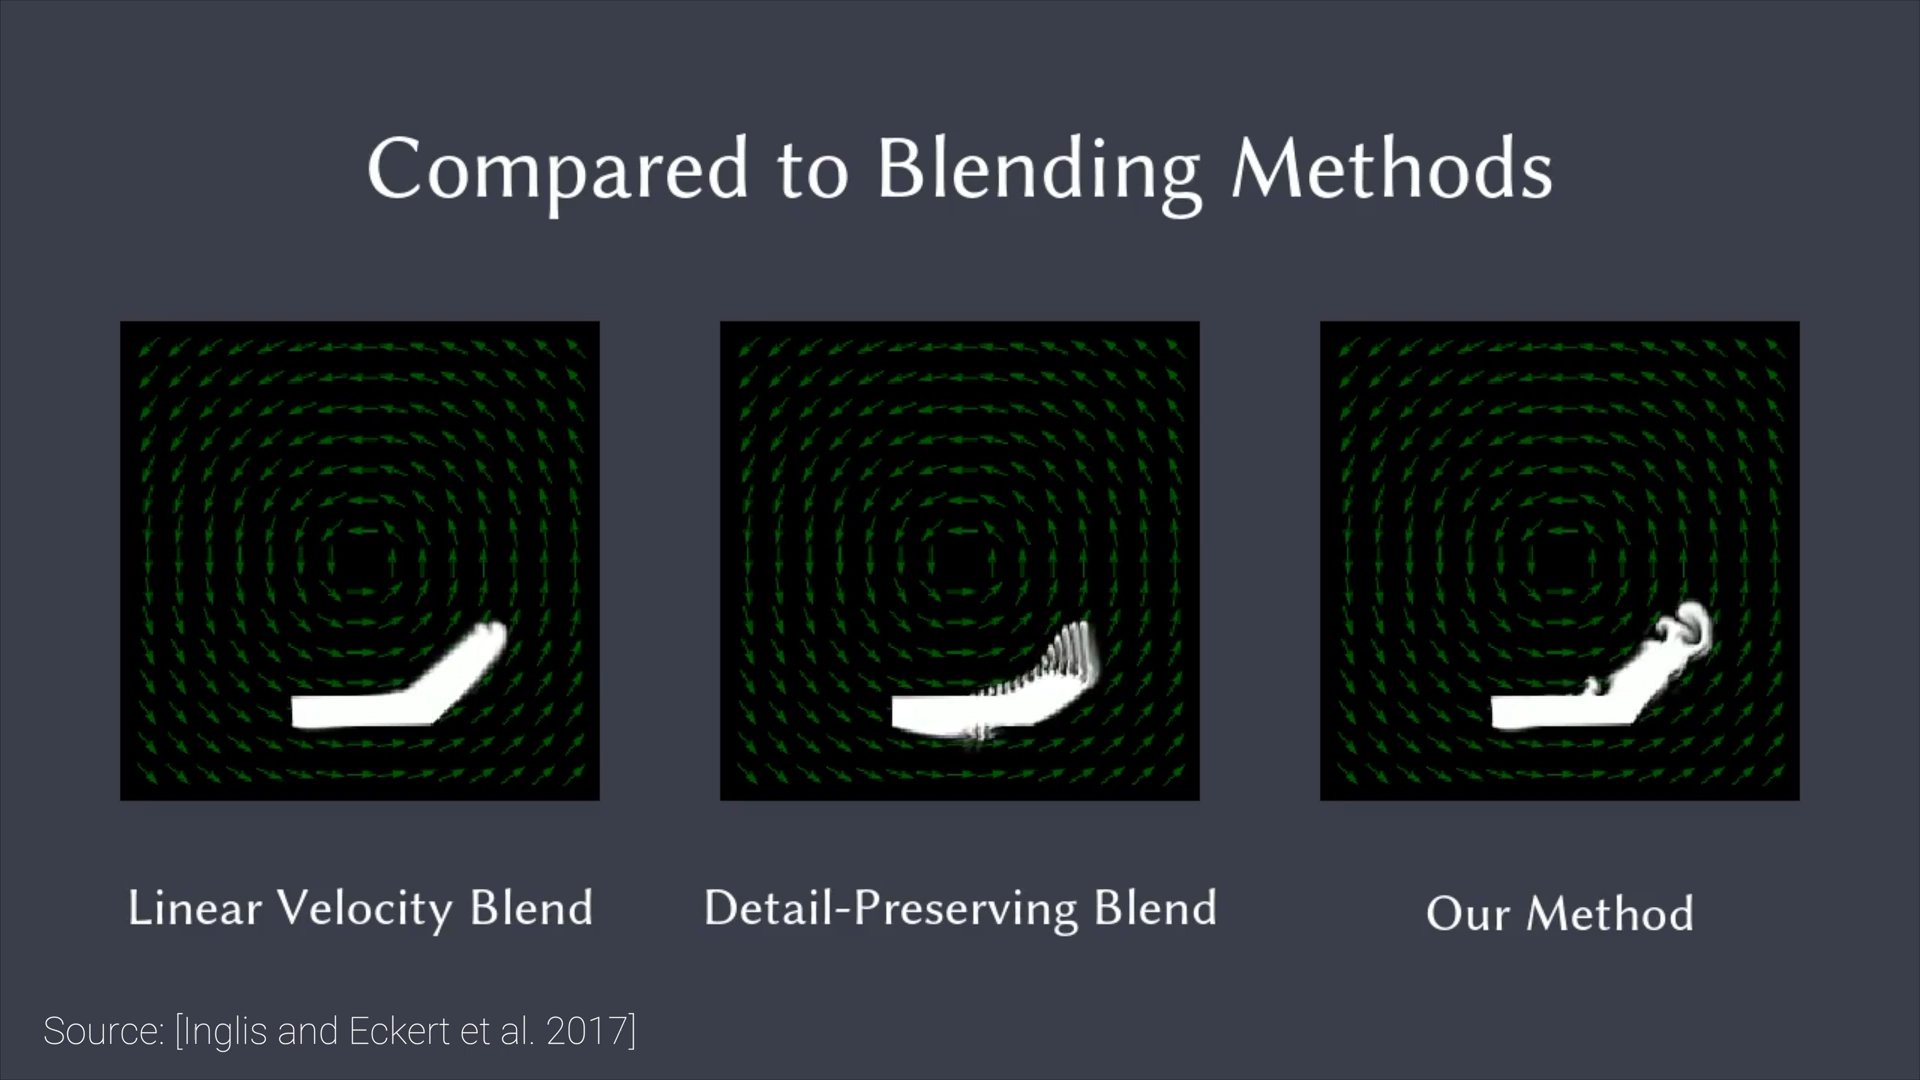 Compared to Blending Methods
Linear Velocity Blend
Detail-Preserving Blend
Our Method
Source: [Inglis and Eckert et al. 2017]